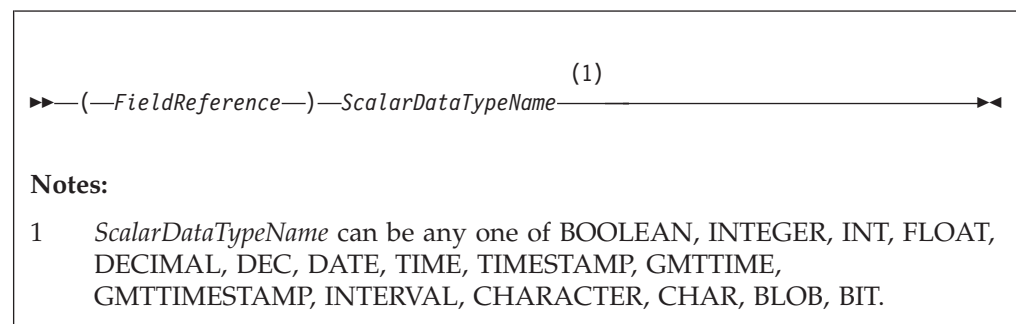 (1)
►►—(—FieldReference—)—ScalarDataTypeName—►◄
Notes:
1 ScalarDataTypeName can be any one of BOOLEAN, INTEGER, INT, FLOAT,
DECIMAL, DEC, DATE, TIME, TIMESTAMP, GMTTIME,
GMTTIMESTAMP, INTERVAL, CHARACTER, CHAR, BLOB, BIT.